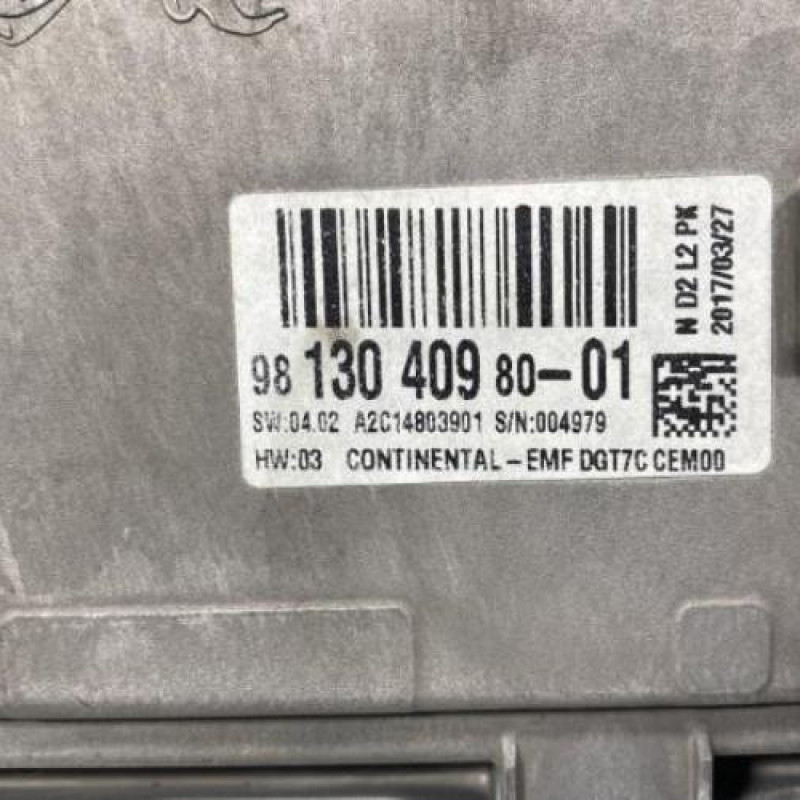 98 130 409 80-01
SW:04.02 A2C14803901 S/N:004979
HW:03 CONTINENTAL-EMF DGT7C CEM00
N D2 L2 PK
2017/03/27